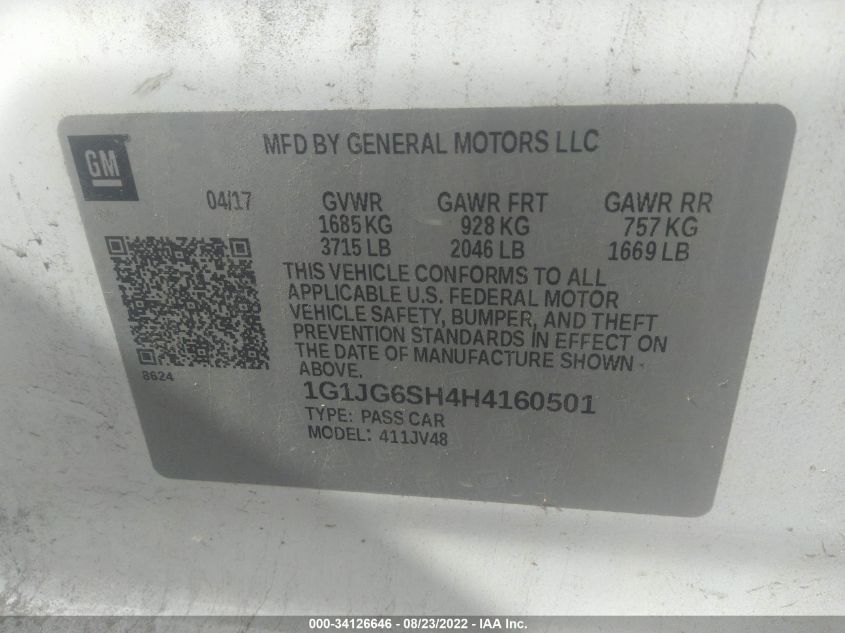 GM
MFD BY GENERAL MOTORS LLC
04/17 GVWR GAWR FRT GAWR RR
1685 KG 928 KG 757 KG
3715 LB 2046 LB 1669 LB
THIS VEHICLE CONFORMS TO ALL
APPLICABLE U.S. FEDERAL MOTOR
VEHICLE SAFETY, BUMPER, AND THEFT
PREVENTION STANDARDS IN EFFECT ON
THE DATE OF MANUFACTURE SHOWN
ABOVE.
8624
1G1JG6SH4H4160501
TYPE: PASS CAR
MODEL: 411JV48
000-34126646 - 08/23/2022 - IAA Inc.